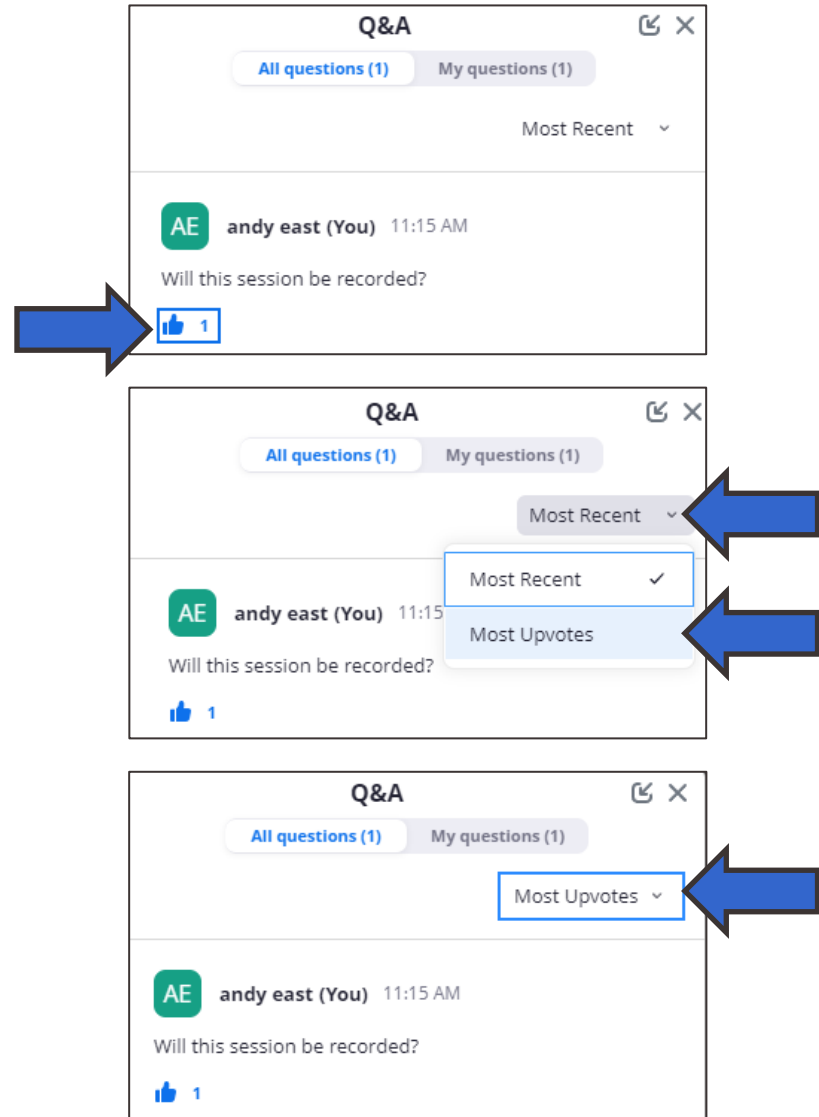 Q&A
All questions (1) My questions (1)
Most Recent
AE andy east (You) 11:15 AM
Will this session be recorded?
1
Q&A
All questions (1) My questions (1)
Most Recent
Most Recent
AE andy east (You) 11:15
Most Upvotes
Will this session be recorded?
1
Q&A
All questions (1) My questions (1)
Most Upvotes
AE andy east (You) 11:15 AM
Will this session be recorded?
1